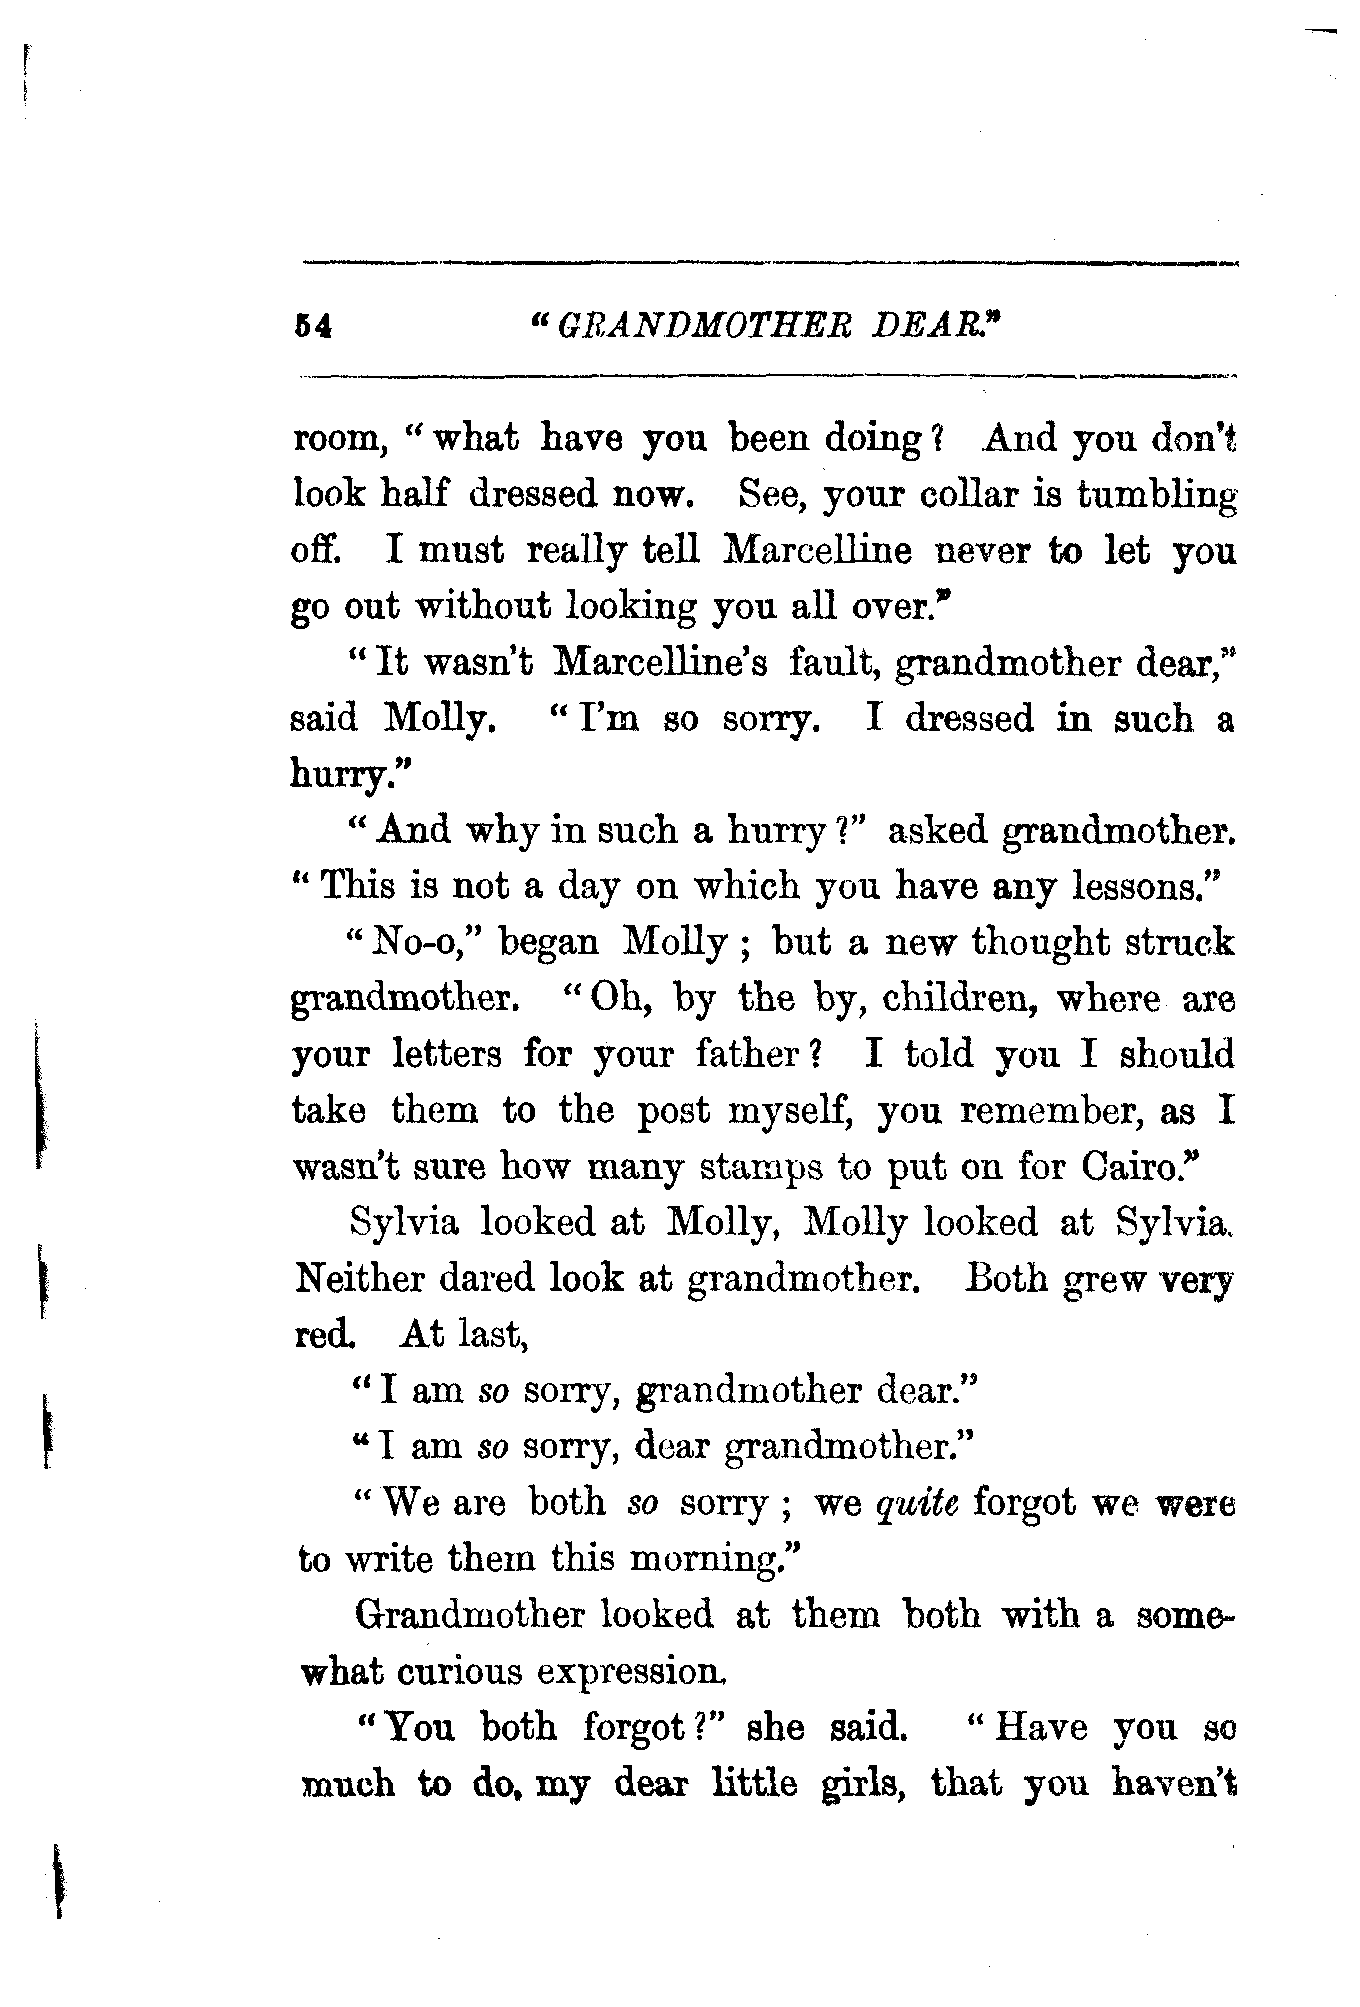 54 "GRANDMOTHER DEAR."
room, "what have you been doing? And you don't
look half dressed now. See, your collar is tumbling
off. I must really tell Marcelline never to let you
go out without looking you all over."
"It wasn't Marcelline's fault, grandmother dear,"
said Molly. "I'm so sorry. I dressed in such a
hurry."
"And why in such a hurry?" asked grandmother.
"This is not a day on which you have any lessons."
"No-o," began Molly; but a new thought struck
grandmother. "Oh, by the by, children, where are
your letters for your father? I told you I should
take them to the post myself, you remember, as I
wasn't sure how many stamps to put on for Cairo."
Sylvia looked at Molly, Molly looked at Sylvia.
Neither dared look at grandmother. Both grew very
red. At last,
"I am so sorry, grandmother dear."
"I am so sorry, dear grandmother."
"We are both so sorry; we quite forgot we were
to write them this morning."
Grandmother looked at them both with a some-
what curious expression.
"You both forgot?" she said. "Have you so
much to do, my dear little girls, that you haven't